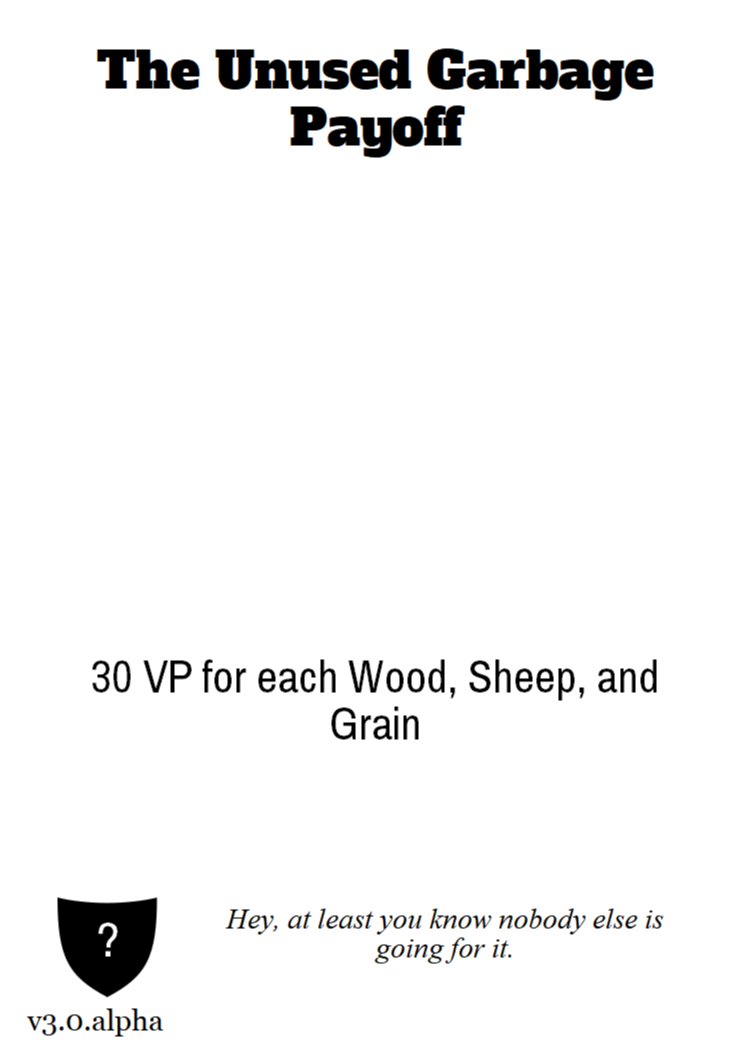 The Unused Garbage
Payoff
30 VP for each Wood, Sheep, and
Grain
?
Hey, at least you know nobody else is
going for it.
v3.0.alpha